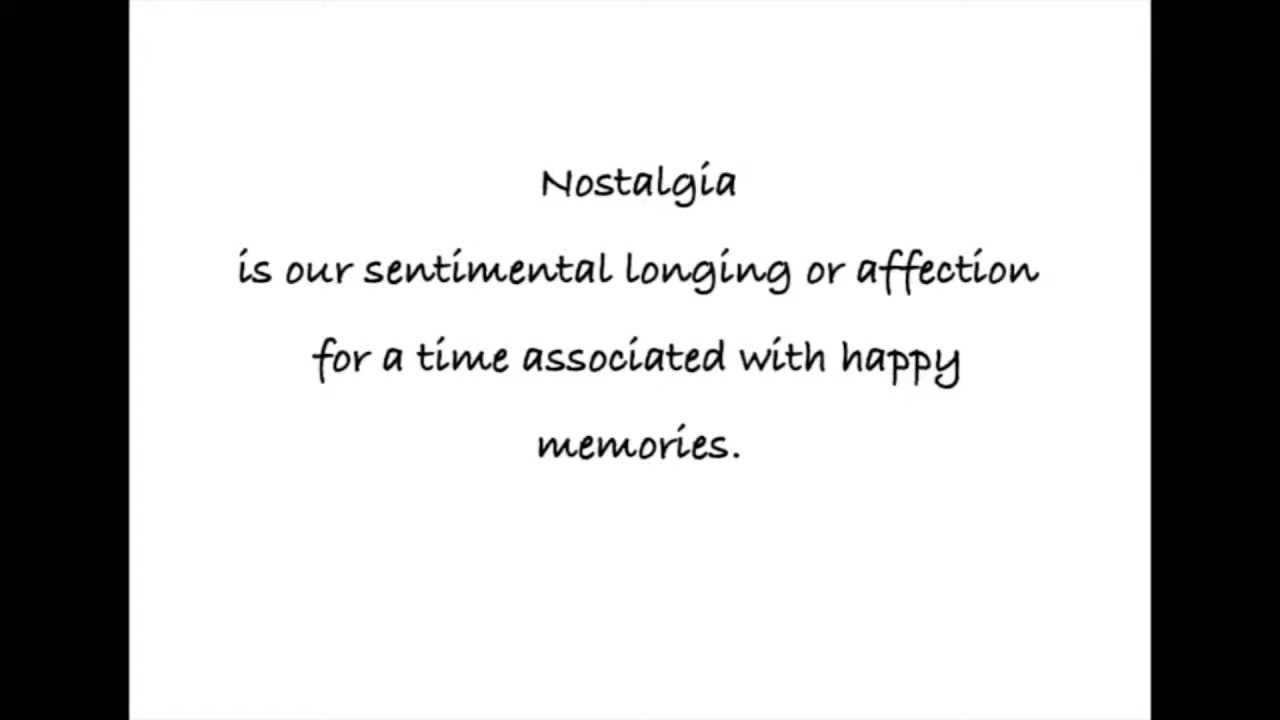 Nostalgia
is our sentimental longing or affection
for a time associated with happy
memories.